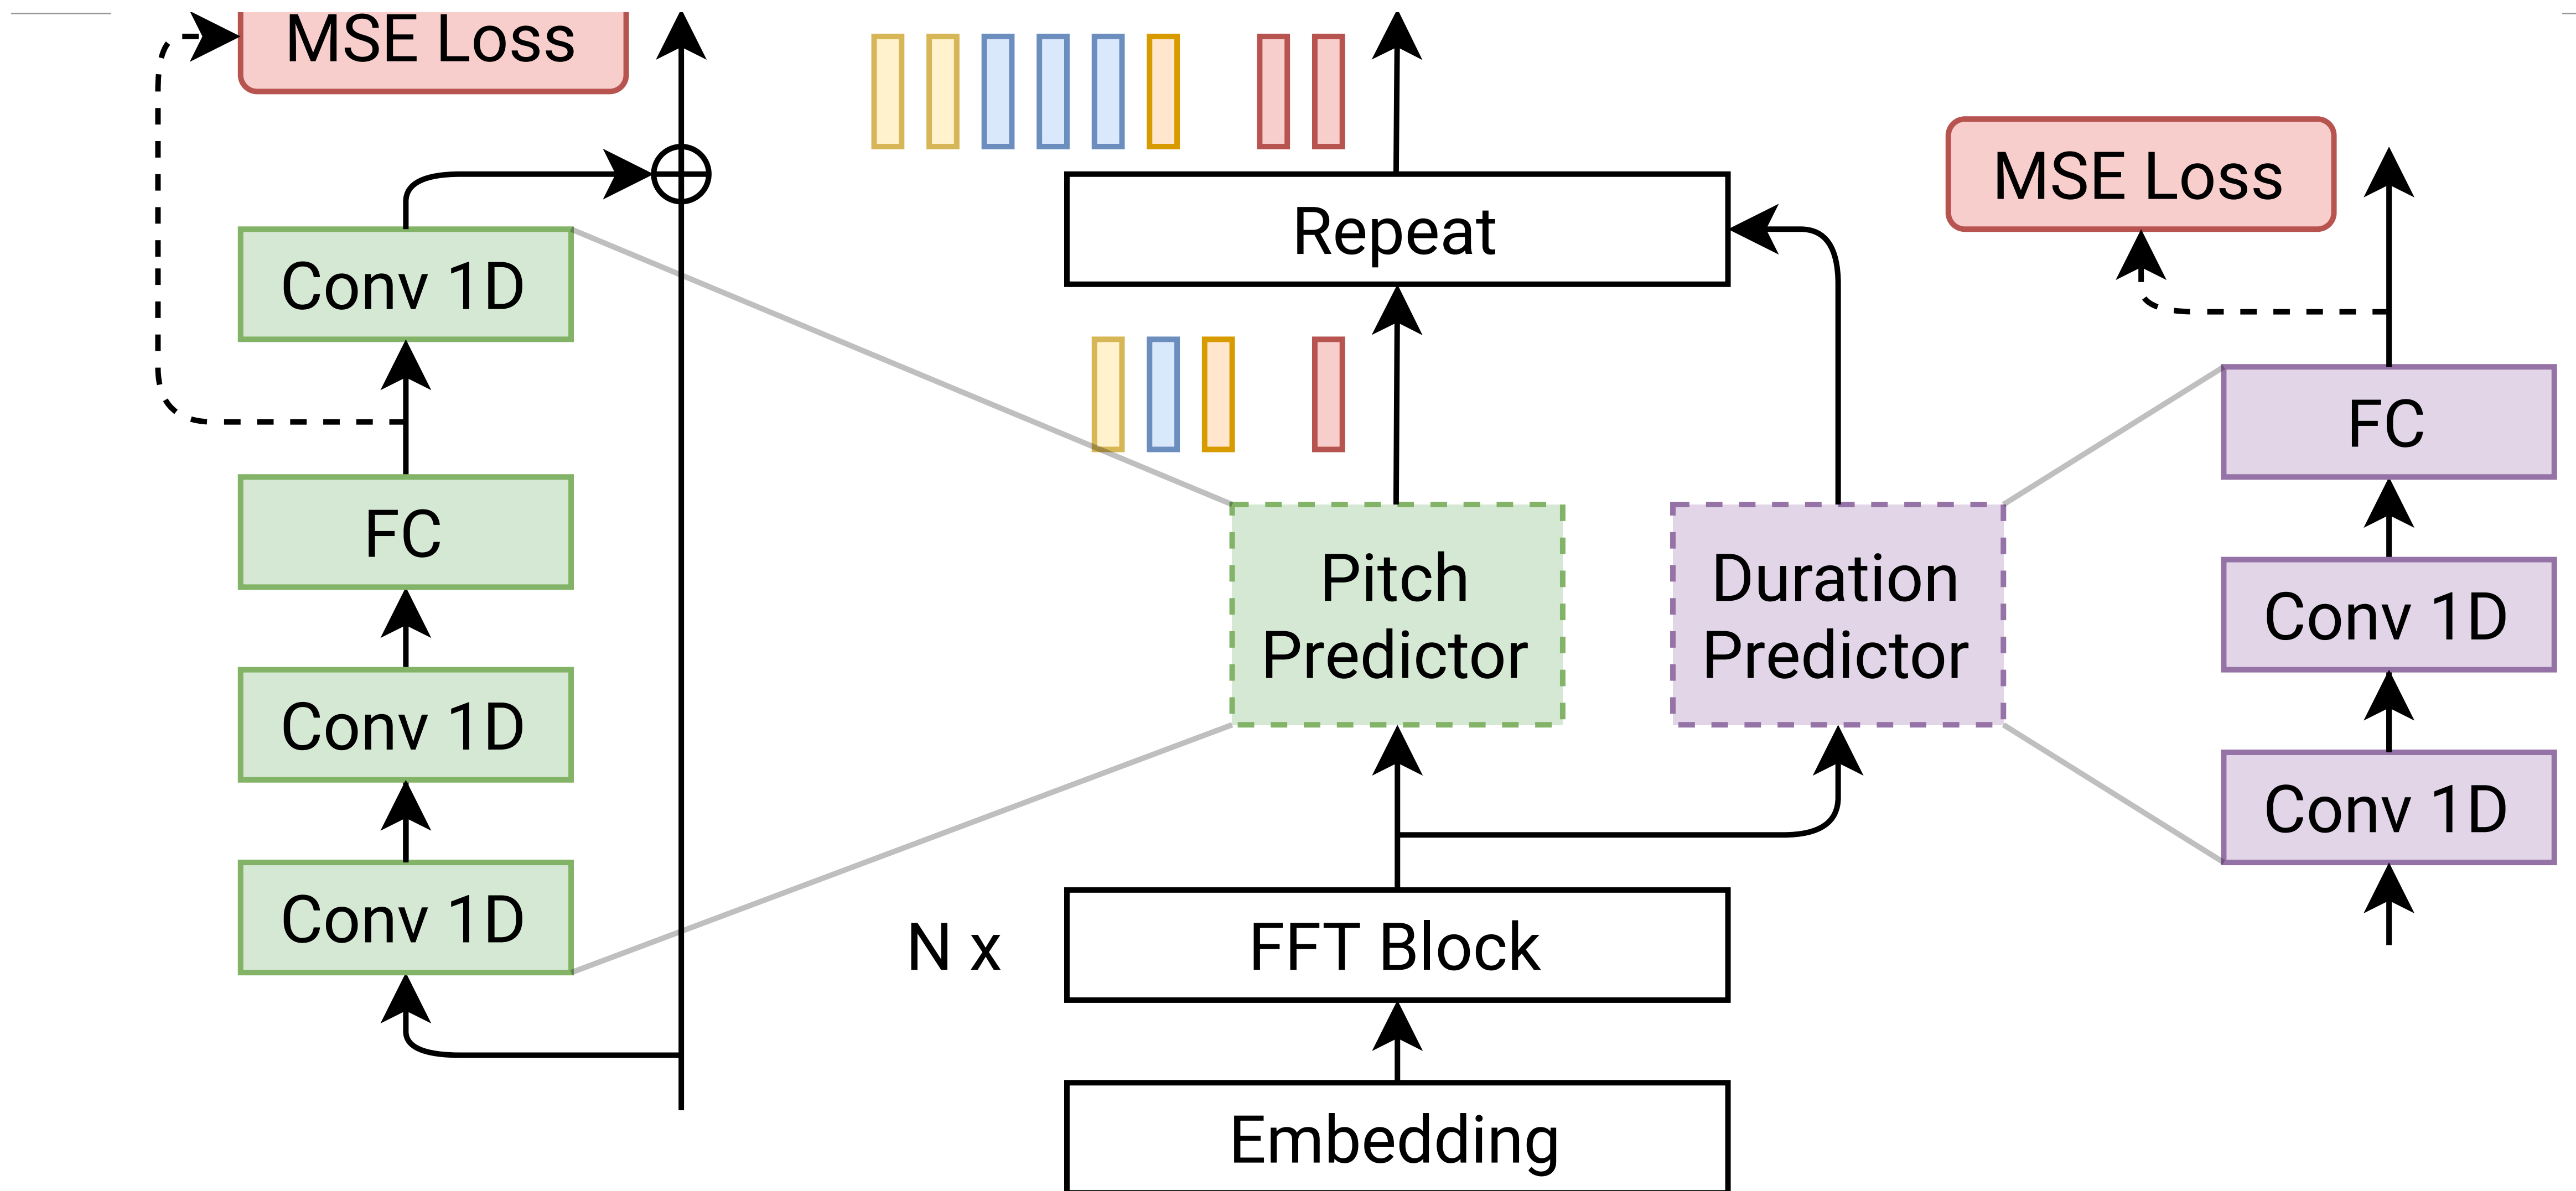 MSE Loss
Conv 1D
FC
Conv 1D
Conv 1D
Repeat
Pitch
Predictor
Duration
Predictor
N x
FFT Block
Embedding
MSE Loss
FC
Conv 1D
Conv 1D